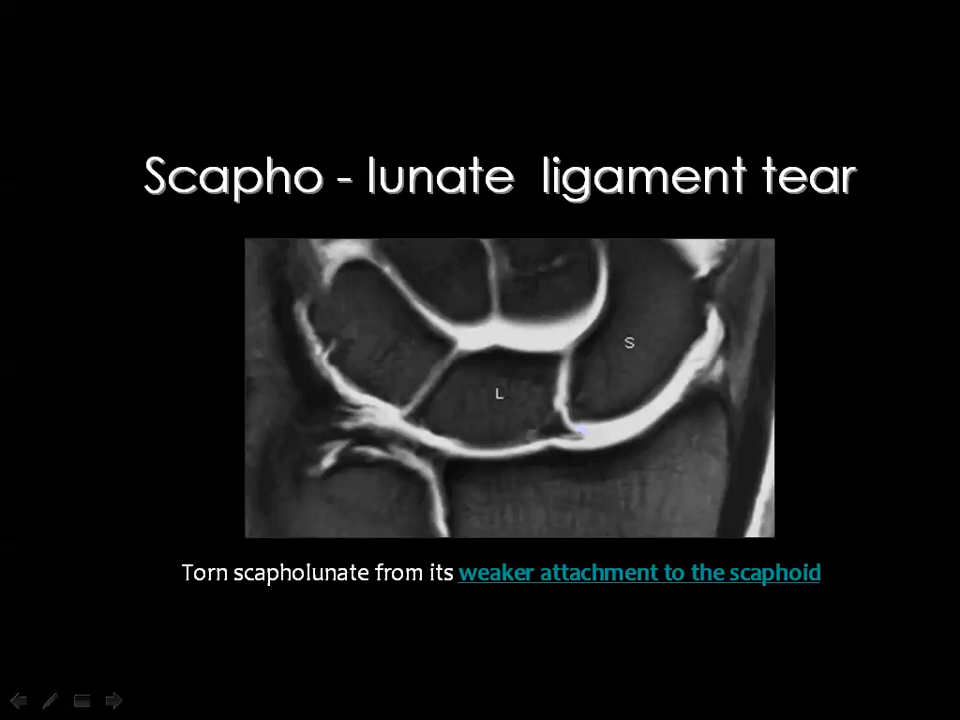 Scapho - lunate ligament tear
S
L
Torn scapholunate from its weaker attachment to the scaphoid